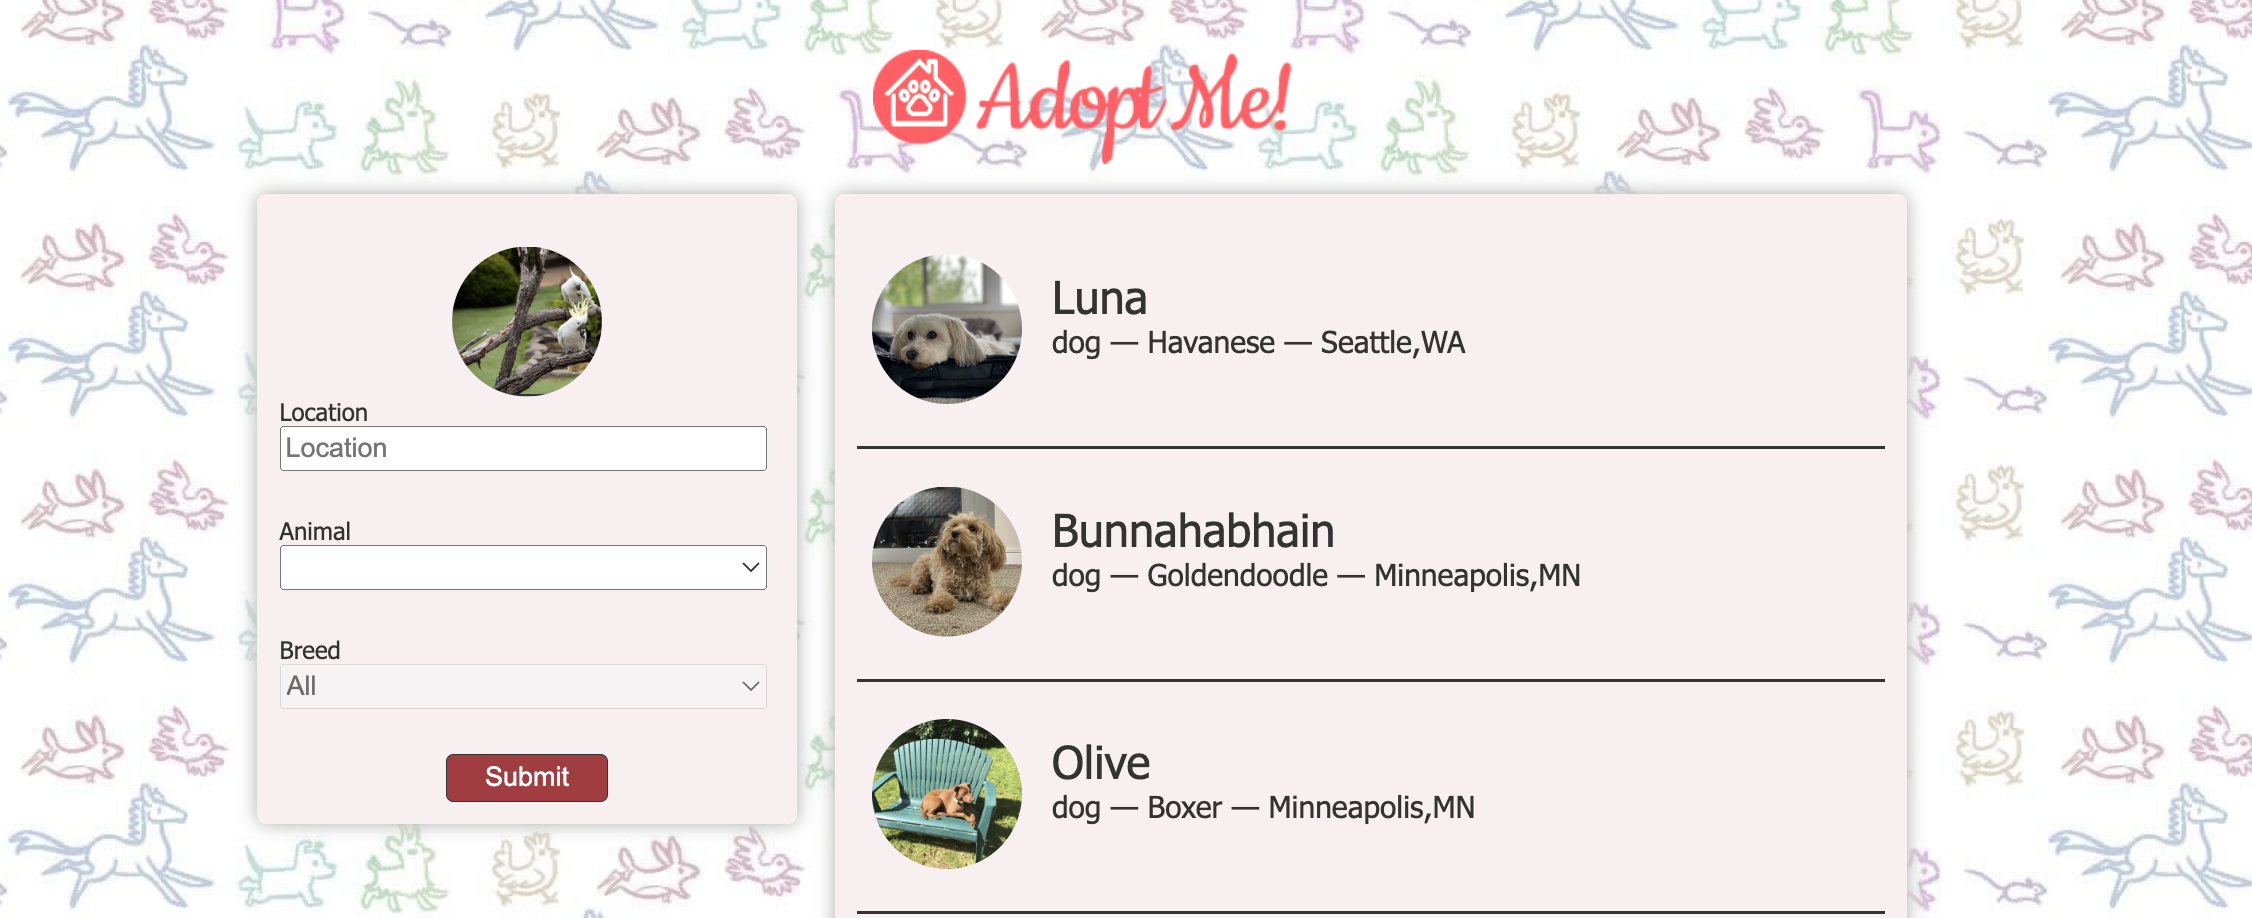 Adopt Me!
Location
Location
Animal
Breed
All
Submit
Luna
dog — Havanese — Seattle,WA
Bunnahabhain
dog — Goldendoodle — Minneapolis,MN
Olive
dog — Boxer — Minneapolis,MN